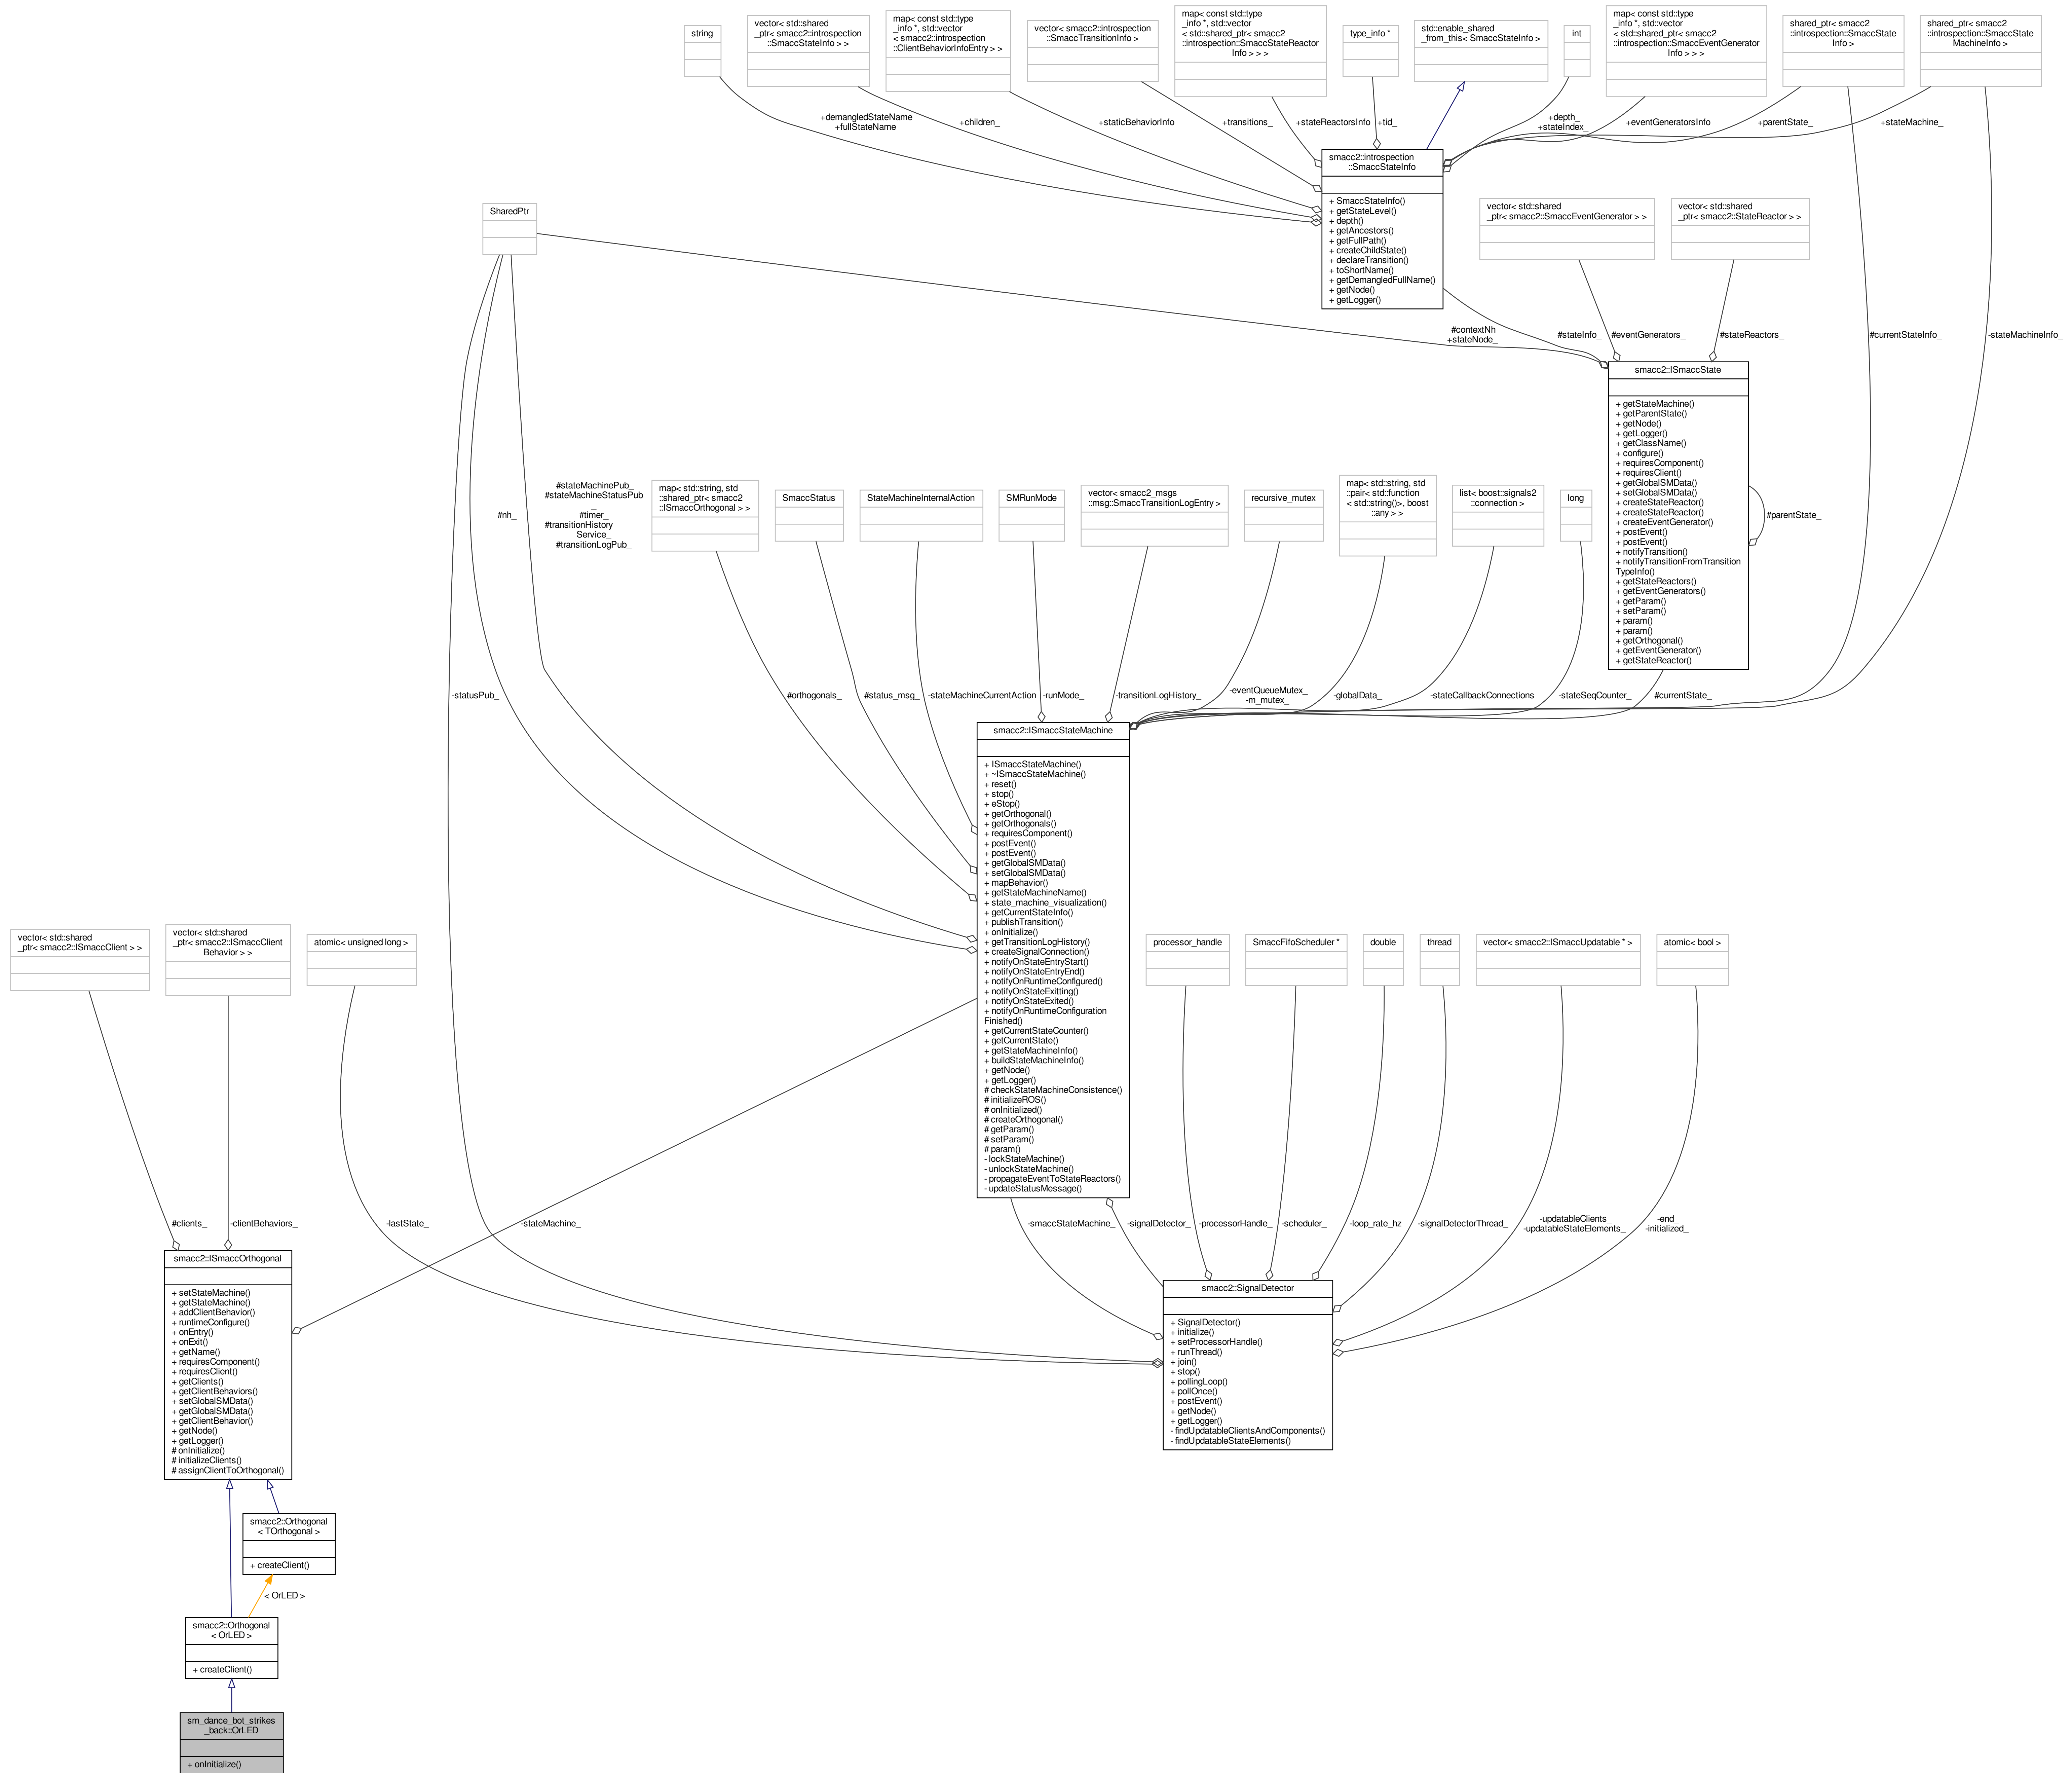 string
vector< std::shared
_ptr< smacc2::introspection
::SmaccStateInfo > >
map< const std::type
_info *, std::vector
< smacc2::introspection
::ClientBehaviorInfoEntry > >
vector< smacc2::introspection
::SmaccTransitionInfo >
map< const std::type
_info *, std::vector
< std::shared_ptr< smacc2
::introspection::SmaccStateReactor
Info > > >
type_info *
std::enable_shared
_from_this< SmaccStateInfo >
int
map< const std::type
_info *, std::vector
< std::shared_ptr< smacc2
::introspection::SmaccEventGenerator
Info > > >
shared_ptr< smacc2
::introspection::SmaccState
Info >
shared_ptr< smacc2
::introspection::SmaccState
MachineInfo >
+demangledStateName
+fullStateName
+children_
+staticBehaviorInfo
+transitions_
+stateReactorsInfo
+tid_
+depth_
+stateIndex_
+eventGeneratorsInfo
+parentState_
+stateMachine_
smacc2::introspection
::SmaccStateInfo
+ SmaccStateInfo()
+ getStateLevel()
+ depth()
+ getAncestors()
+ getFullPath()
+ createChildState()
+ declareTransition()
+ toShortName()
+ getDemangledFullName()
+ getNode()
+ getLogger()
SharedPtr
vector< std::shared
_ptr< smacc2::SmaccEventGenerator > >
vector< std::shared
_ptr< smacc2::StateReactor > >
#contextNh
+stateNode_
#stateInfo_
#eventGenerators_
#stateReactors_
#currentStateInfo_
-stateMachineInfo_
smacc2::ISmaccState
+ getStateMachine()
+ getParentState()
+ getNode()
+ getLogger()
+ getClassName()
+ configure()
+ requiresComponent()
+ requiresClient()
+ getGlobalSMData()
+ setGlobalSMData()
+ createStateReactor()
+ createStateReactor()
+ createEventGenerator()
+ postEvent()
+ postEvent()
+ notifyTransition()
+ notifyTransitionFromTransition
TypeInfo()
+ getStateReactors()
+ getEventGenerators()
+ getParam()
+ setParam()
+ param()
+ param()
+ getOrthogonal()
+ getEventGenerator()
+ getStateReactor()
#parentState_
#nh_
#stateMachinePub_
#stateMachineStatusPub
_
#timer_
#transitionHistory
Service_
#transitionLogPub_
map< std::string, std
::shared_ptr< smacc2
::ISmaccOrthogonal > >
SmaccStatus
StateMachineInternalAction
SMRunMode
vector< smacc2_msgs
::msg::SmaccTransitionLogEntry >
recursive_mutex
map< std::string, std
::pair< std::function
< std::string()>, boost
::any > >
list< boost::signals2
::connection >
long
-statusPub_
#orthogonals_
#status_msg_
-stateMachineCurrentAction
-runMode_
-transitionLogHistory_
-eventQueueMutex_
-m_mutex_
-globalData_
-stateCallbackConnections
-stateSeqCounter_
#currentState_
smacc2::ISmaccStateMachine
+ ISmaccStateMachine()
+ ~ISmaccStateMachine()
+ reset()
+ stop()
+ eStop()
+ getOrthogonal()
+ getOrthogonals()
+ requiresComponent()
+ postEvent()
+ postEvent()
+ getGlobalSMData()
+ setGlobalSMData()
+ mapBehavior()
+ getStateMachineName()
+ state_machine_visualization()
+ getCurrentStateInfo()
+ publishTransition()
+ onInitialize()
+ getTransitionLogHistory()
+ createSignalConnection()
+ notifyOnStateEntryStart()
+ notifyOnStateEntryEnd()
+ notifyOnRuntimeConfigured()
+ notifyOnStateExitting()
+ notifyOnStateExited()
+ notifyOnRuntimeConfiguration
Finished()
+ getCurrentStateCounter()
+ getCurrentState()
+ getStateMachineInfo()
+ buildStateMachineInfo()
+ getNode()
+ getLogger()
# checkStateMachineConsistence()
# initializeROS()
# onInitialized()
# createOrthogonal()
# getParam()
# setParam()
# param()
- lockStateMachine()
- unlockStateMachine()
- propagateEventToStateReactors()
- updateStatusMessage()
vector< std::shared
_ptr< smacc2::ISmaccClient > >
vector< std::shared
_ptr< smacc2::ISmaccClient
Behavior > >
atomic< unsigned long >
processor_handle
SmaccFifoScheduler *
double
thread
vector< smacc2::ISmaccUpdatable * >
atomic< bool >
#clients_
-clientBehaviors_
-lastState_
-stateMachine_
-smaccStateMachine_
-signalDetector_
-processorHandle_
-scheduler_
-loop_rate_hz
-signalDetectorThread_
-updatableClients_
-updatableStateElements_
-end_
-initialized_
smacc2::ISmaccOrthogonal
+ setStateMachine()
+ getStateMachine()
+ addClientBehavior()
+ runtimeConfigure()
+ onEntry()
+ onExit()
+ getName()
+ requiresComponent()
+ requiresClient()
+ getClients()
+ getClientBehaviors()
+ setGlobalSMData()
+ getGlobalSMData()
+ getClientBehavior()
+ getNode()
+ getLogger()
# onInitialize()
# initializeClients()
# assignClientToOrthogonal()
smacc2::SignalDetector
+ SignalDetector()
+ initialize()
+ setProcessorHandle()
+ runThread()
+ join()
+ stop()
+ pollingLoop()
+ pollOnce()
+ postEvent()
+ getNode()
+ getLogger()
- findUpdatableClientsAndComponents()
- findUpdatableStateElements()
smacc2::Orthogonal
< TOrthogonal >
+ createClient()
< OrLED >
smacc2::Orthogonal
< OrLED >
+ createClient()
sm_dance_bot_strikes
_back::OrLED
+ onInitialize()